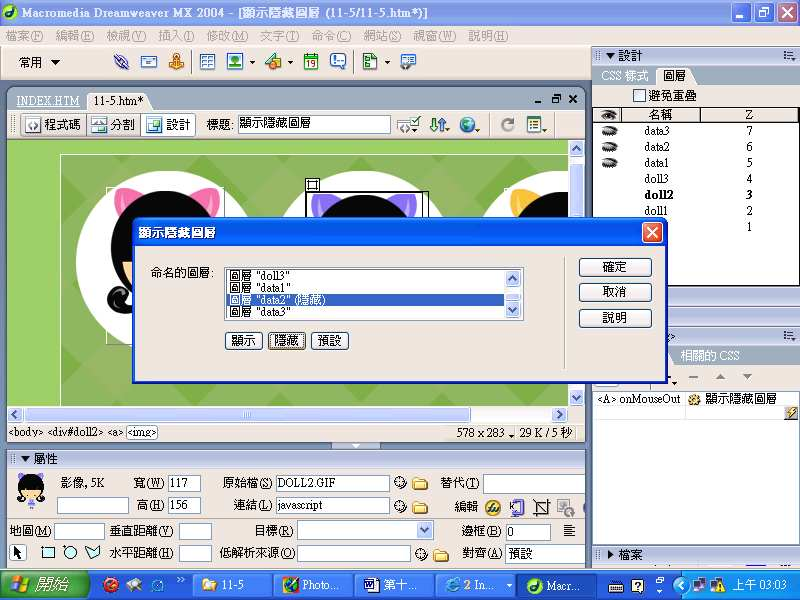 Macromedia Dreamweaver MX 2004 - [顯示隱藏圖層 (11-5/11-5.htm*)]
檔案(F) 編輯(E) 檢視(V) 插入(I) 修改(M) 文字(T) 命令(C) 網站(S) 視窗(W) 說明(H)
常用
設計
CSS 樣式 圖層
避免重疊
名稱 Z
data3 7
data2 6
data1 5
doll3 4
doll2 3
doll1 2
1
INDEX.HTM 11-5.htm*
程式碼 分割 設計 標題: 顯示隱藏圖層
顯示隱藏圖層
命名的圖層:
圖層 "doll3"
圖層 "data1"
圖層 "data2" (隱藏)
圖層 "data3"
顯示 隱藏 預設
確定
取消
說明
相關的 CSS
<A> onMouseOut 顯示隱藏圖層
<body> <div#doll2> <a> <img> 578 x 283 29 K / 5 秒
屬性
影像, 5K 寬(W) 117 原始檔(S) DOLL2.GIF 替代(T)
高(H) 156 連結(L) javascript 編輯
地圖(M) 垂直距離(V) 目標(R) 邊框(B) 0
水平距離(H) 低解析來源(O) 對齊(A) 預設
檔案
開始 11-5 Photo... 第十... 2 In... Macr... 上午 03:03